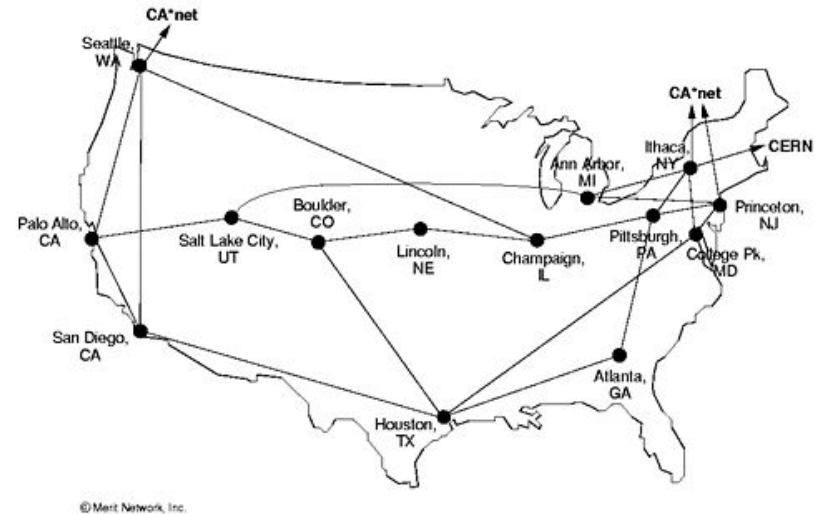 CA*net
Seattle,
WA
CA*net
Ithaca,
NY
CERN
Ann Arbor,
MI
Boulder,
CO
Princeton,
NJ
Palo Alto,
CA
Salt Lake City,
UT
Lincoln,
NE
Champaign,
IL
Pittsburgh,
PA
College Pk,
MD
San Diego,
CA
Atlanta,
GA
Houston,
TX
© Merit Network, Inc.